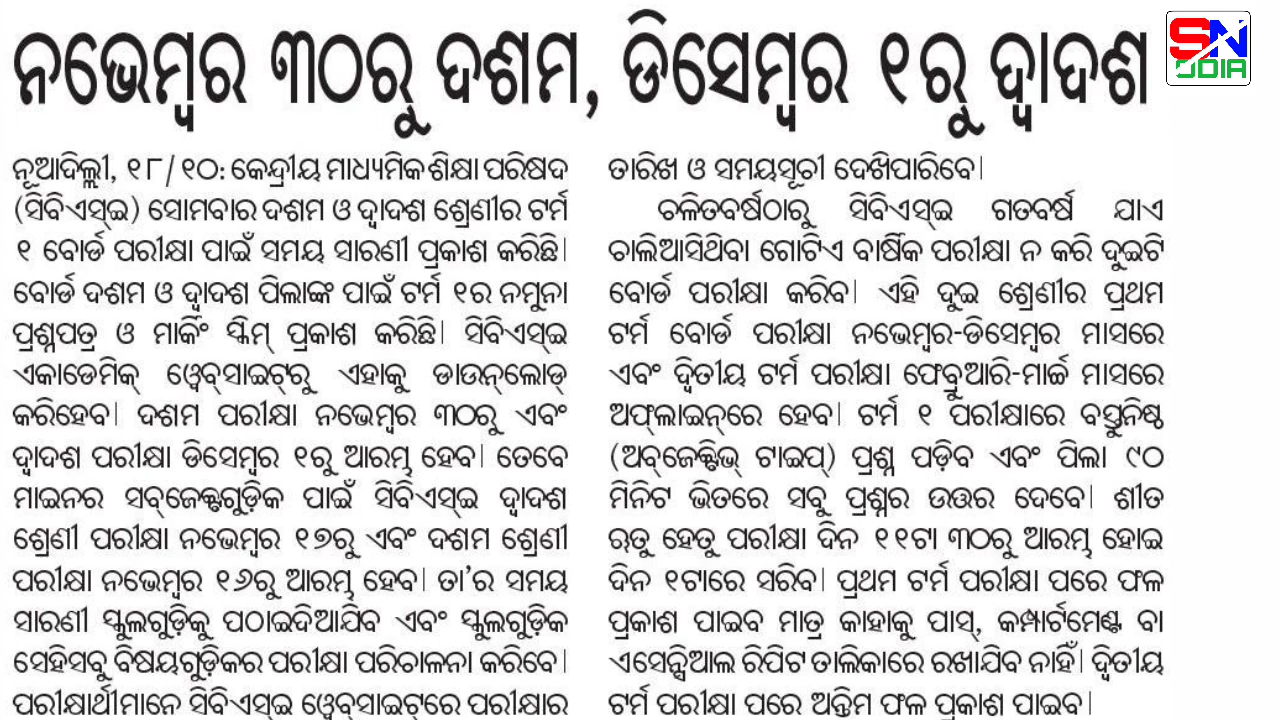 ନଭେମ୍ବର ୩୦ରୁ ଦଶମ, ଡିସେମ୍ବର ୧ରୁ ଦ୍ୱାଦଶ
SN
ODIA
ନୂଆଦିଲ୍ଲୀ, ୧୮/୧୦: କେନ୍ଦ୍ରୀୟ ମାଧ୍ୟମିକ ଶିକ୍ଷା ପରିଷଦ
(ସିବିଏସ୍ଇ) ସୋମବାର ଦଶମ ଓ ଦ୍ୱାଦଶ ଶ୍ରେଣୀର ଟର୍ମ
୧ ବୋର୍ଡ ପରୀକ୍ଷା ପାଇଁ ସମୟ ସାରଣୀ ପ୍ରକାଶ କରିଛି।
ବୋର୍ଡ ଦଶମ ଓ ଦ୍ୱାଦଶ ପିଲାଙ୍କ ପାଇଁ ଟର୍ମ ୧ର ନମୁନା
ପ୍ରଶ୍ନପତ୍ର ଓ ମାର୍କିଂ ସ୍କିମ୍ ପ୍ରକାଶ କରିଛି। ସିବିଏସ୍ଇ
ଏକାଡେମିକ୍ ୱେବ୍‌ସାଇଟ୍‌ରୁ ଏହାକୁ ଡାଉନ୍‌ଲୋଡ୍
କରିହେବ। ଦଶମ ପରୀକ୍ଷା ନଭେମ୍ବର ୩୦ରୁ ଏବଂ
ଦ୍ୱାଦଶ ପରୀକ୍ଷା ଡିସେମ୍ବର ୧ରୁ ଆରମ୍ଭ ହେବ। ତେବେ
ମାଇନର ସବ୍‌ଜେକ୍ଟଗୁଡ଼ିକ ପାଇଁ ସିବିଏସ୍ଇ ଦ୍ୱାଦଶ
ଶ୍ରେଣୀ ପରୀକ୍ଷା ନଭେମ୍ବର ୧୭ରୁ ଏବଂ ଦଶମ ଶ୍ରେଣୀ
ପରୀକ୍ଷା ନଭେମ୍ବର ୧୬ରୁ ଆରମ୍ଭ ହେବ। ତା'ର ସମୟ
ସାରଣୀ ସ୍କୁଲଗୁଡ଼ିକୁ ପଠାଇଦିଆଯିବ ଏବଂ ସ୍କୁଲଗୁଡ଼ିକ
ସେହିସବୁ ବିଷୟଗୁଡ଼ିକର ପରୀକ୍ଷା ପରିଚାଳନା କରିବେ।
ପରୀକ୍ଷାର୍ଥୀମାନେ ସିବିଏସ୍ଇ ୱେବ୍‌ସାଇଟ୍‌ରେ ପରୀକ୍ଷାର
ତାରିଖ ଓ ସମୟସୂଚୀ ଦେଖିପାରିବେ।
ଚଳିତବର୍ଷଠାରୁ ସିବିଏସ୍ଇ ଗତବର୍ଷ ଯାଏ
ଚାଲିଆସିଥିବା ଗୋଟିଏ ବାର୍ଷିକ ପରୀକ୍ଷା ନ କରି ଦୁଇଟି
ବୋର୍ଡ ପରୀକ୍ଷା କରିବ। ଏହି ଦୁଇ ଶ୍ରେଣୀର ପ୍ରଥମ
ଟର୍ମ ବୋର୍ଡ ପରୀକ୍ଷା ନଭେମ୍ବର-ଡିସେମ୍ବର ମାସରେ
ଏବଂ ଦ୍ୱିତୀୟ ଟର୍ମ ପରୀକ୍ଷା ଫେବ୍ରୁଆରି-ମାର୍ଚ୍ଚ ମାସରେ
ଅଫ୍‌ଲାଇନ୍‌ରେ ହେବ। ଟର୍ମ ୧ ପରୀକ୍ଷାରେ ବସ୍ତୁନିଷ୍ଠ
(ଅବ୍‌ଜେକ୍ଟିଭ୍ ଟାଇପ୍) ପ୍ରଶ୍ନ ପଡ଼ିବ ଏବଂ ପିଲା ୯୦
ମିନିଟ ଭିତରେ ସବୁ ପ୍ରଶ୍ନର ଉତ୍ତର ଦେବେ। ଶୀତ
ଋତୁ ହେତୁ ପରୀକ୍ଷା ଦିନ ୧୧ଟା ୩୦ରୁ ଆରମ୍ଭ ହୋଇ
ଦିନ ୧ଟାରେ ସରିବ। ପ୍ରଥମ ଟର୍ମ ପରୀକ୍ଷା ପରେ ଫଳ
ପ୍ରକାଶ ପାଇବ ମାତ୍ର କାହାକୁ ପାସ୍, କମ୍ପାର୍ଟମେଣ୍ଟ ବା
ଏସେନ୍ସିଆଲ ରିପିଟ ତାଲିକାରେ ରଖାଯିବ ନାହିଁ। ଦ୍ୱିତୀୟ
ଟର୍ମ ପରୀକ୍ଷା ପରେ ଅନ୍ତିମ ଫଳ ପ୍ରକାଶ ପାଇବ।